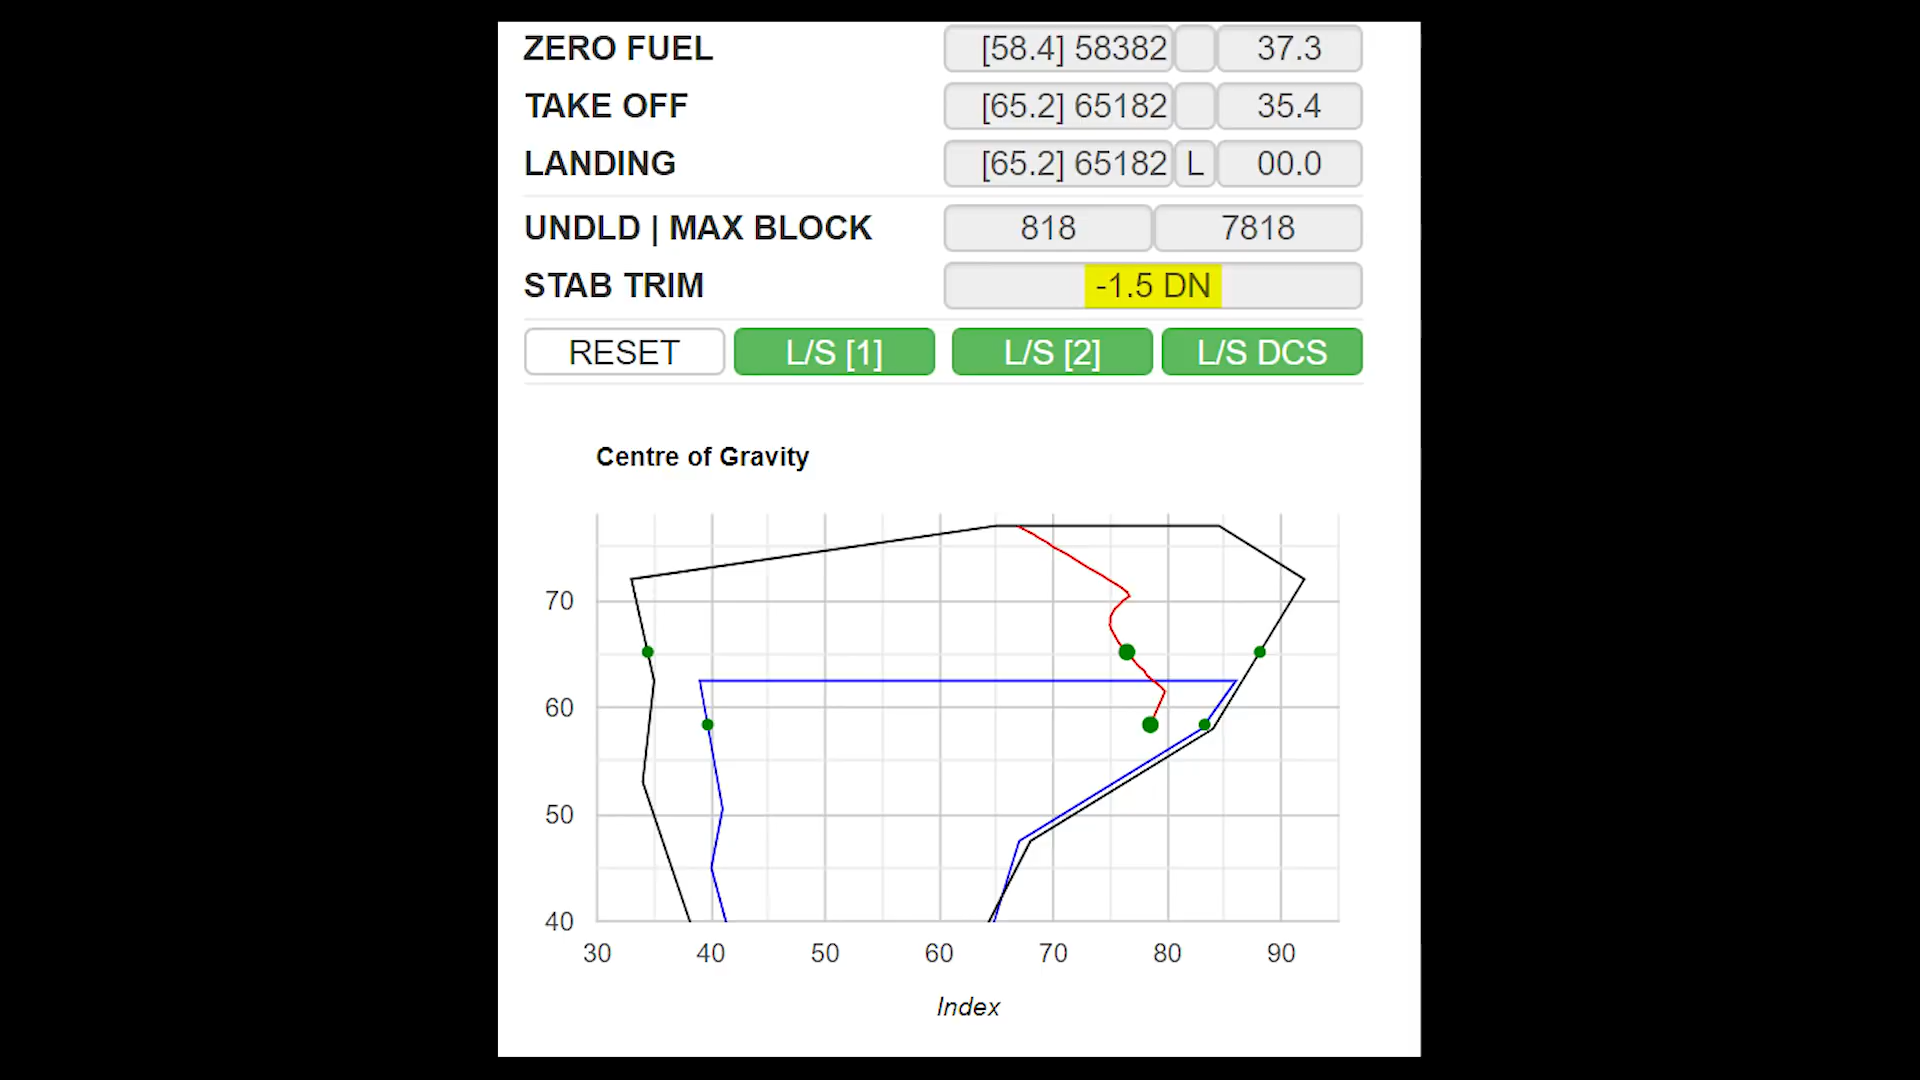 ZERO FUEL [58.4] 58382 37.3
TAKE OFF [65.2] 65182 35.4
LANDING [65.2] 65182 L 00.0
UNDLD | MAX BLOCK 818 7818
STAB TRIM -1.5 DN
RESET L/S [1] L/S [2] L/S DCS
Centre of Gravity
70
60
50
40
30 40 50 60 70 80 90
Index